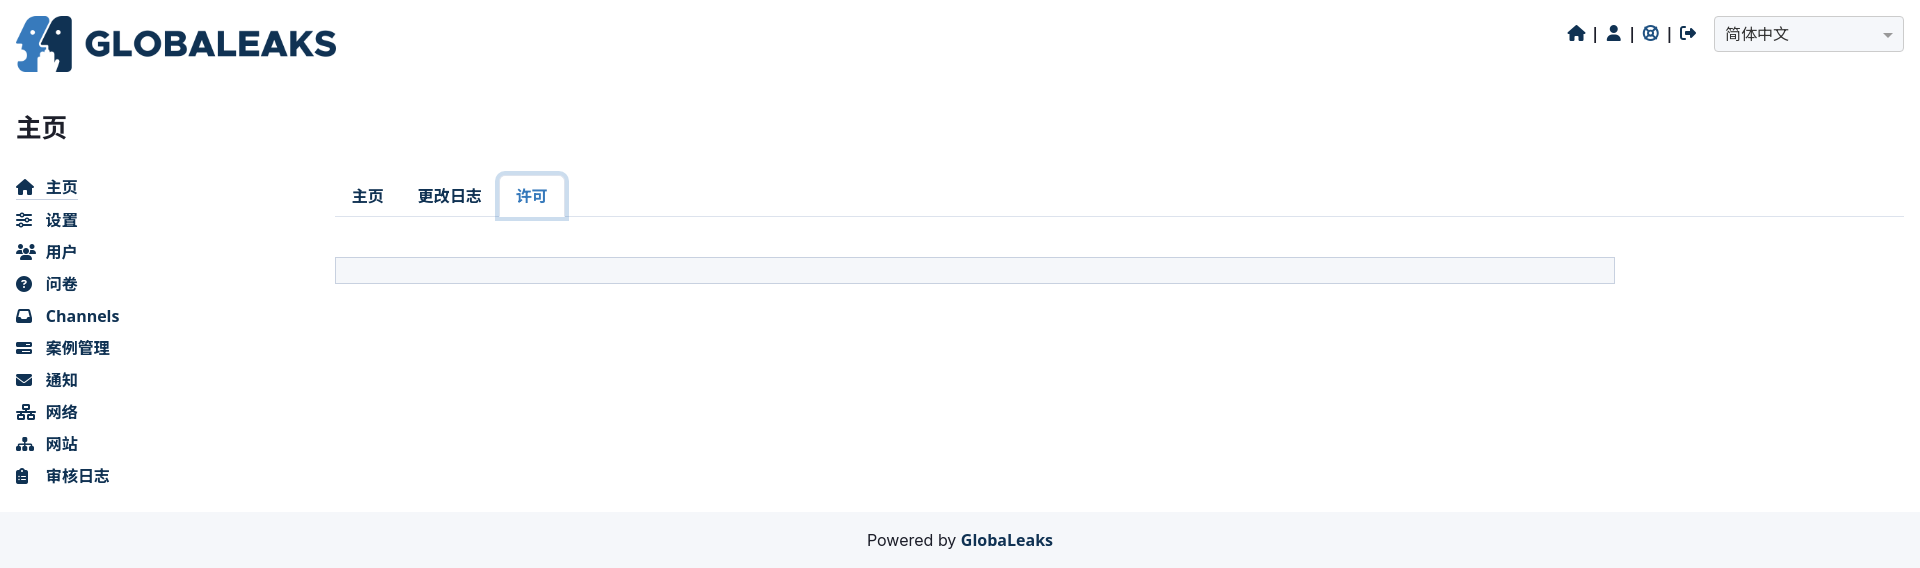 GLOBALEAKS
| | |
简体中文
主页
主页
设置
用户
问卷
Channels
案例管理
通知
网络
网站
审核日志
主页 更改日志 许可
Powered by GlobaLeaks